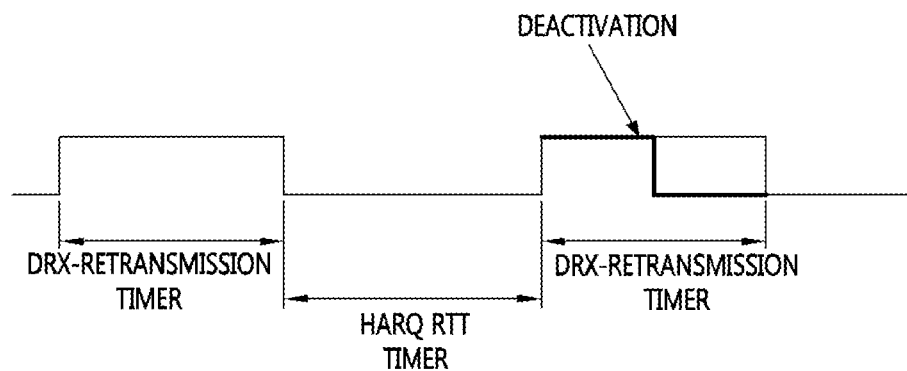 DEACTIVATION
DRX-RETRANSMISSION
TIMER
HARQ RTT
TIMER
DRX-RETRANSMISSION
TIMER